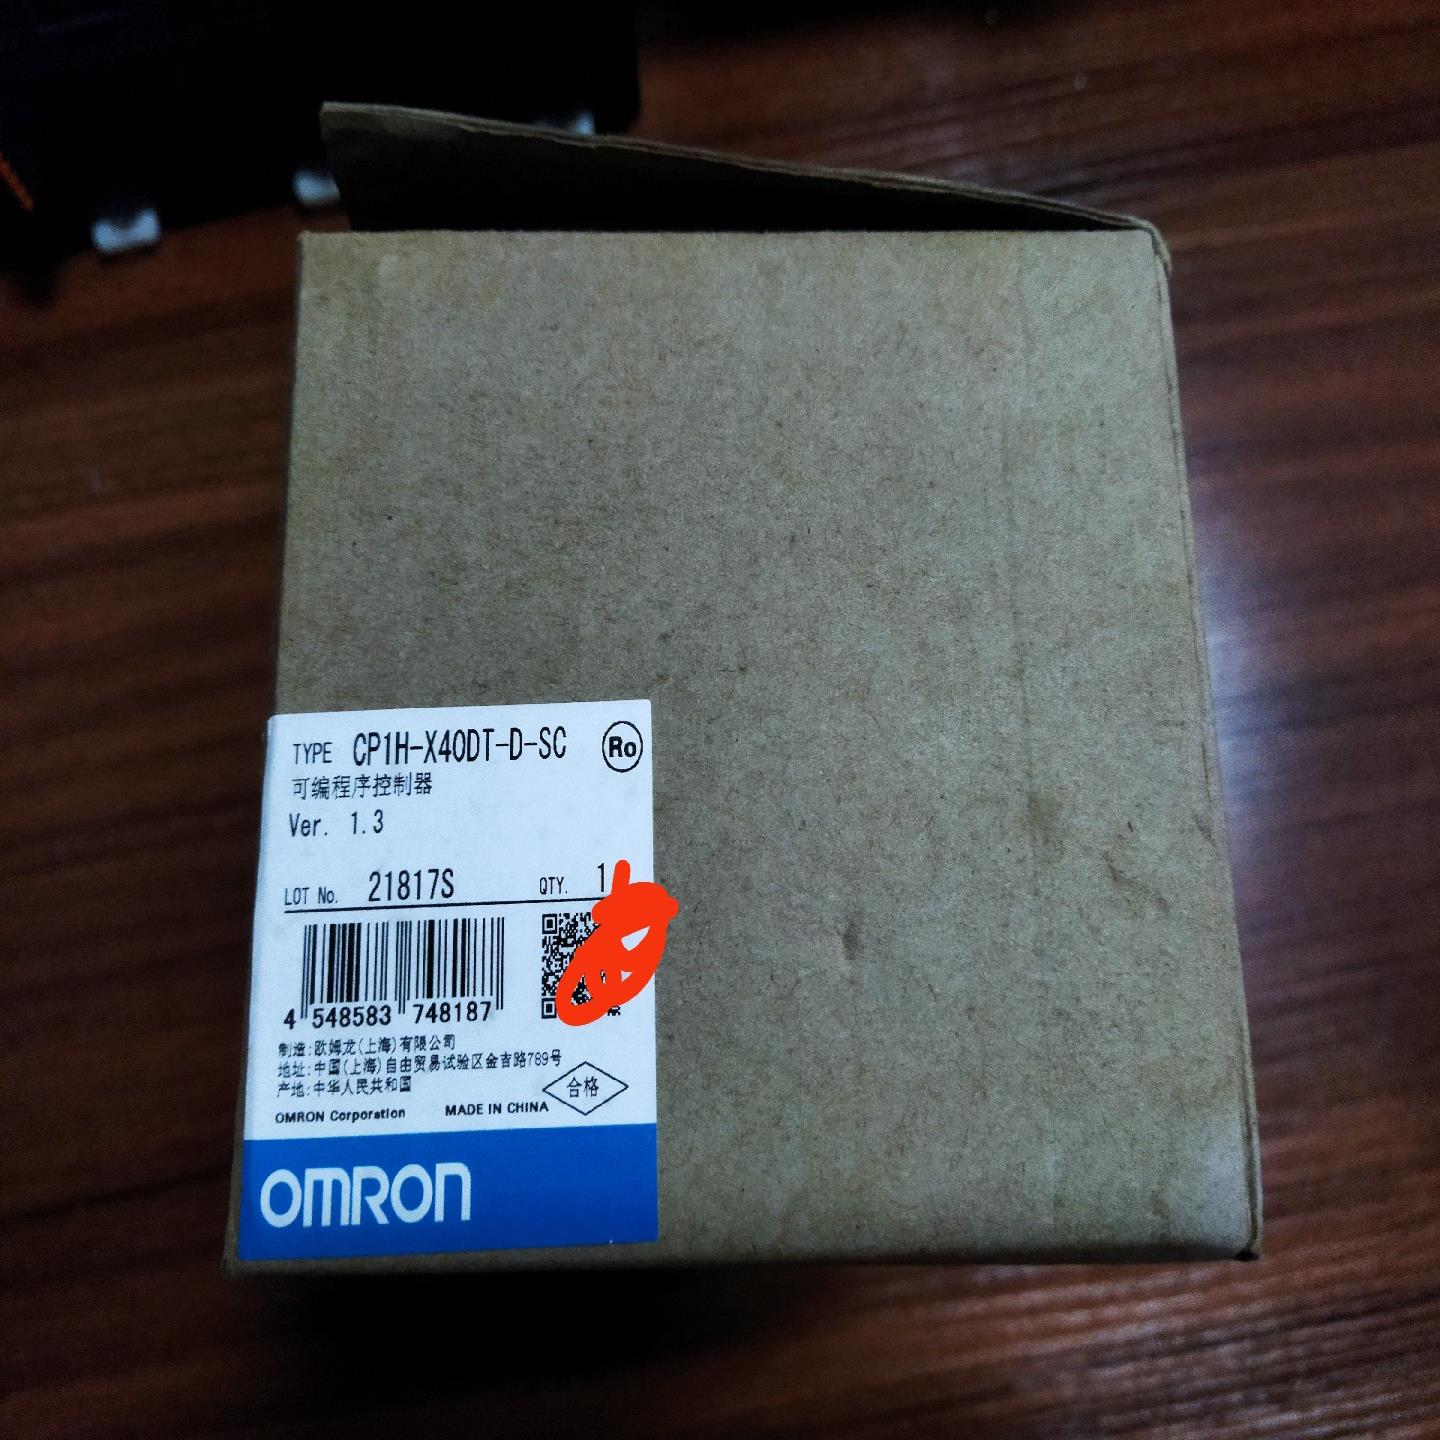 TYPE CP1H-X40DT-D-SC Ro
可编程序控制器
Ver. 1.3
LOT No. 21817S QTY. 1
4 548583 748187
制造:欧姆龙(上海)有限公司
地址:中国(上海)自由贸易试验区金吉路789号
产地:中华人民共和国
合格
OMRON Corporation MADE IN CHINA
OMRON